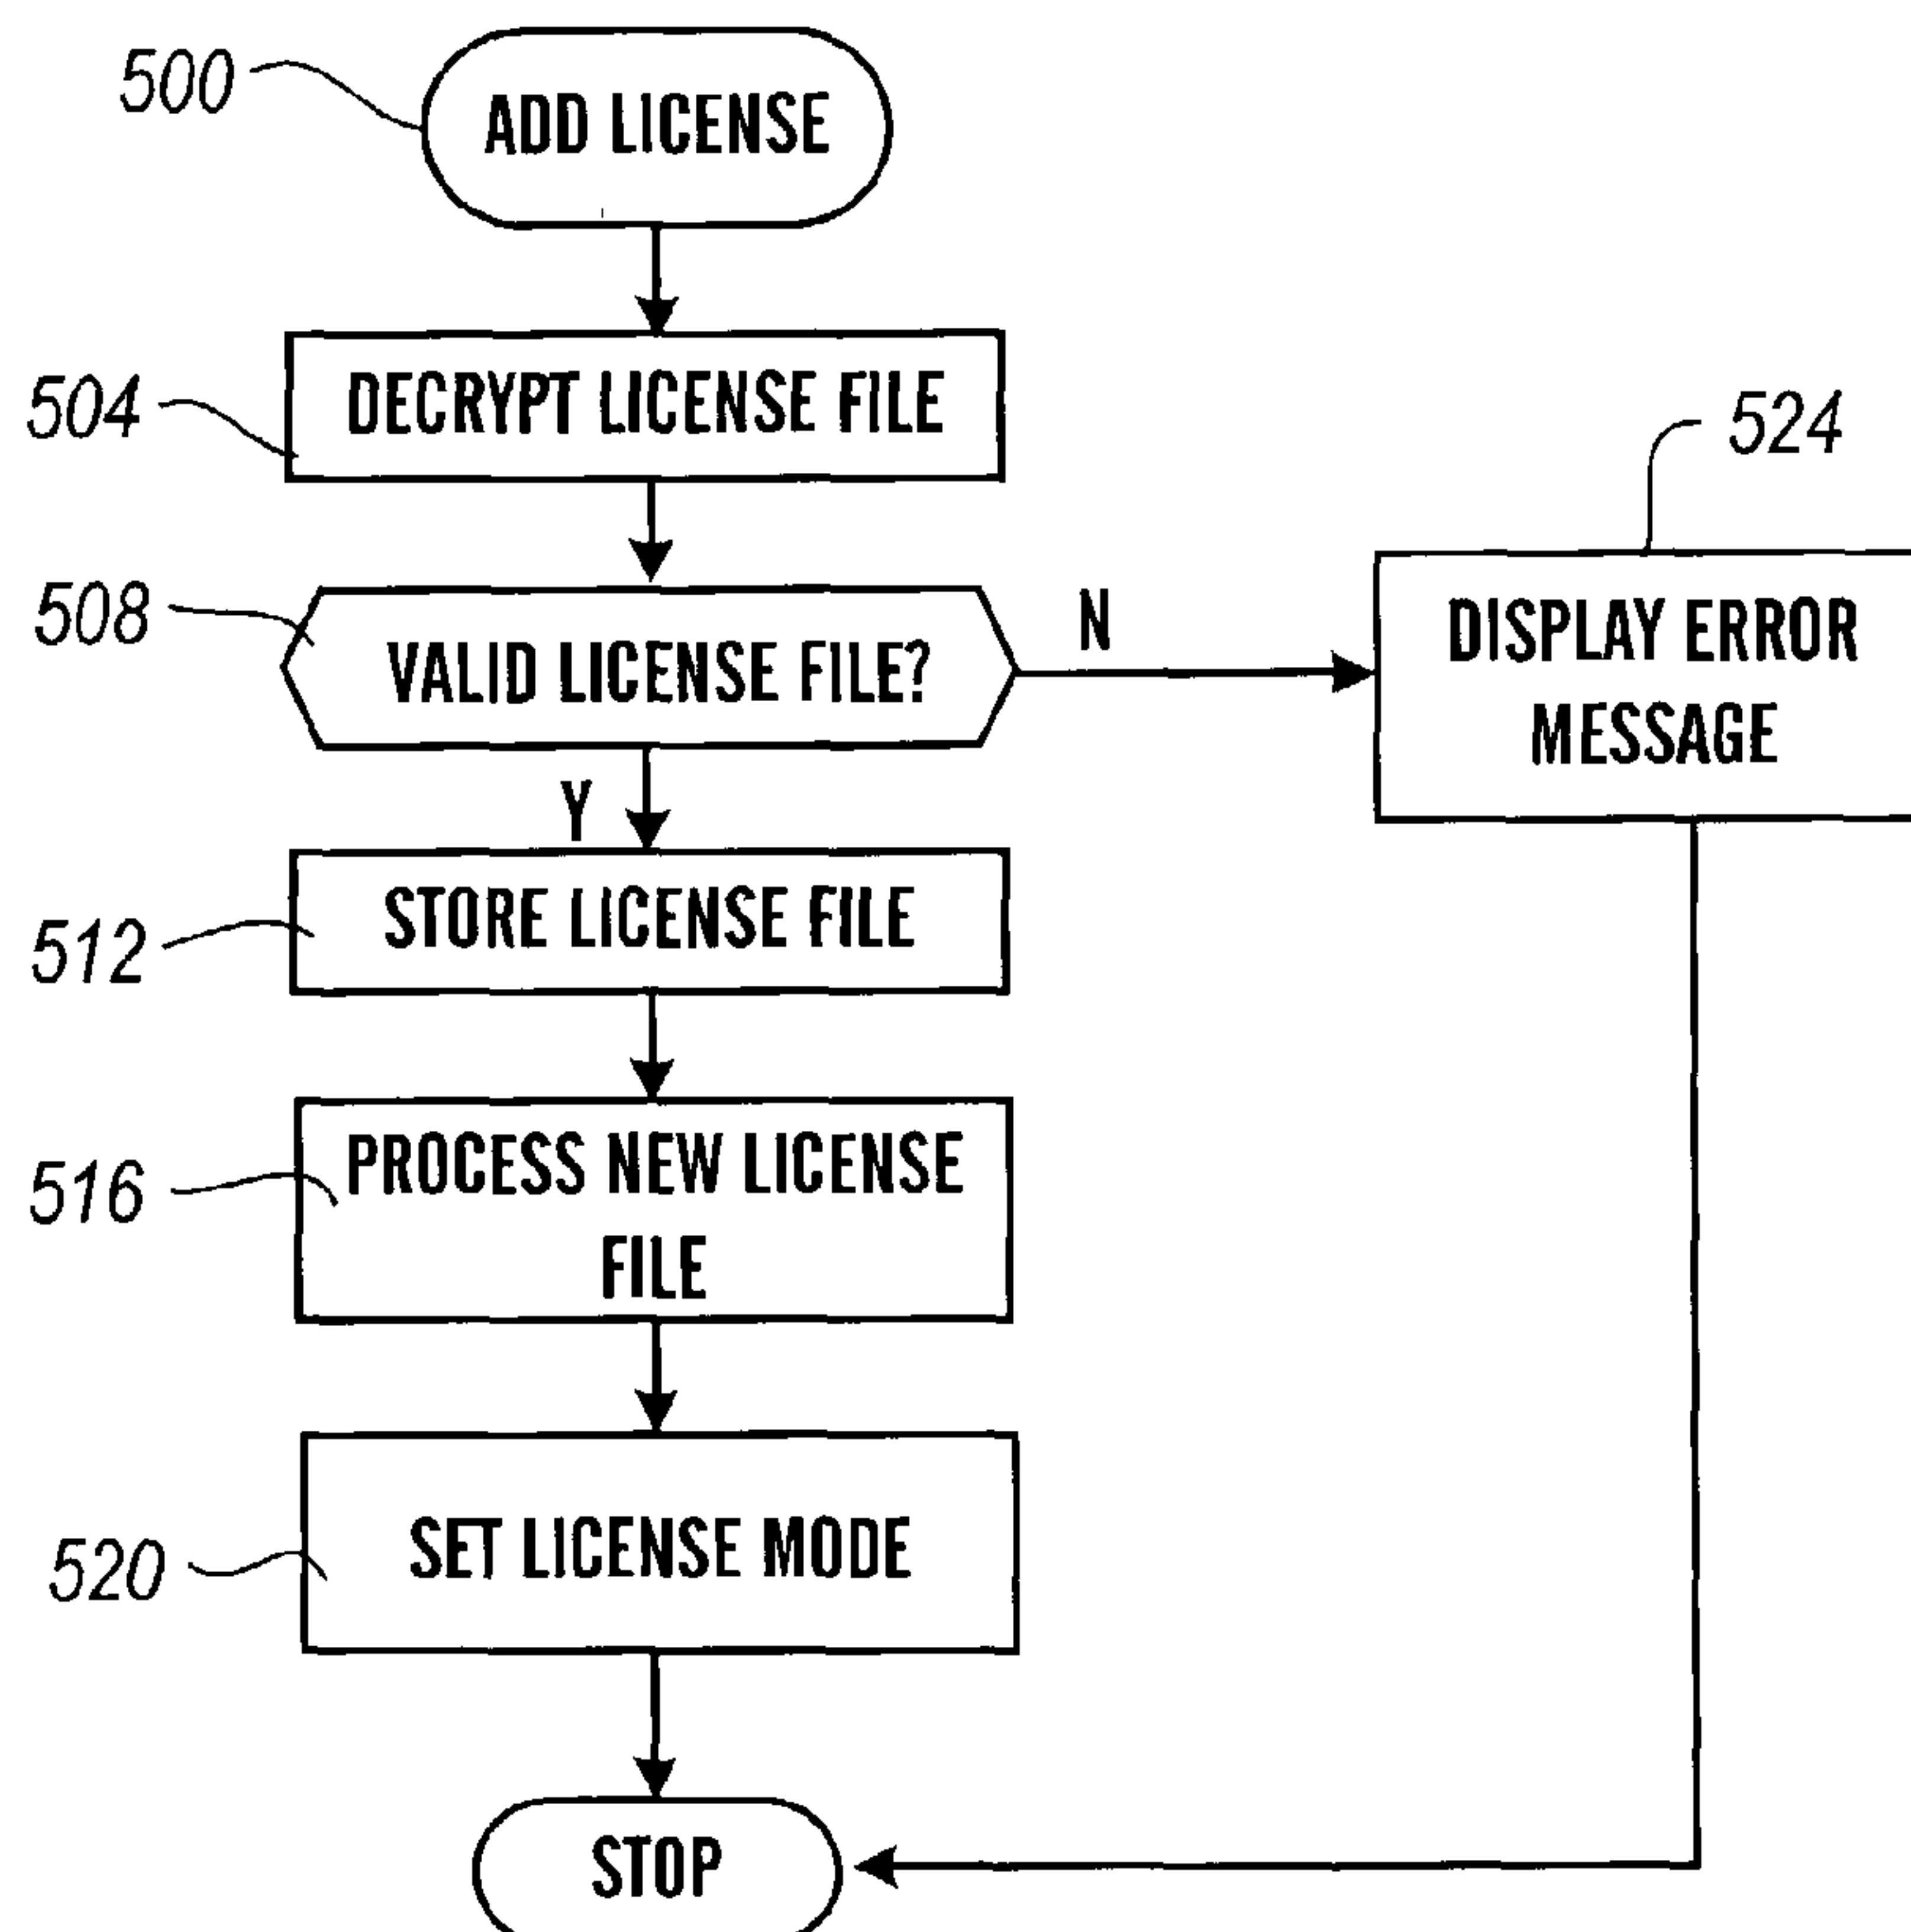 500
ADD LICENSE
504
DECRYPT LICENSE FILE
524
508
VALID LICENSE FILE?
N
DISPLAY ERROR
MESSAGE
Y
512
STORE LICENSE FILE
516
PROCESS NEW LICENSE
FILE
520
SET LICENSE MODE
STOP